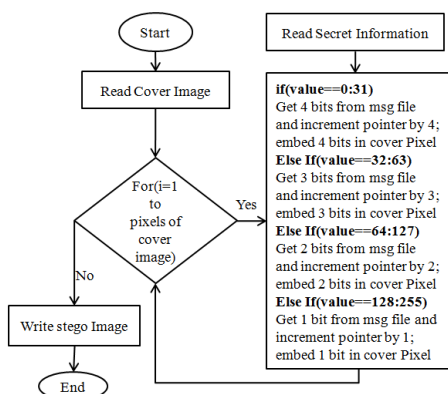 Start
Read Cover Image
For(i=1
to
pixels of
cover
image)
Yes
No
Write stego Image
End
Read Secret Information
if(value==0:31)
Get 4 bits from msg file
and increment pointer by 4;
embed 4 bits in cover Pixel
Else If(value==32:63)
Get 3 bits from msg file
and increment pointer by 3;
embed 3 bits in cover Pixel
Else If(value==64:127)
Get 2 bits from msg file
and increment pointer by 2;
embed 2 bits in cover Pixel
Else If(value==128:255)
Get 1 bit from msg file and
increment pointer by 1;
embed 1 bit in cover Pixel